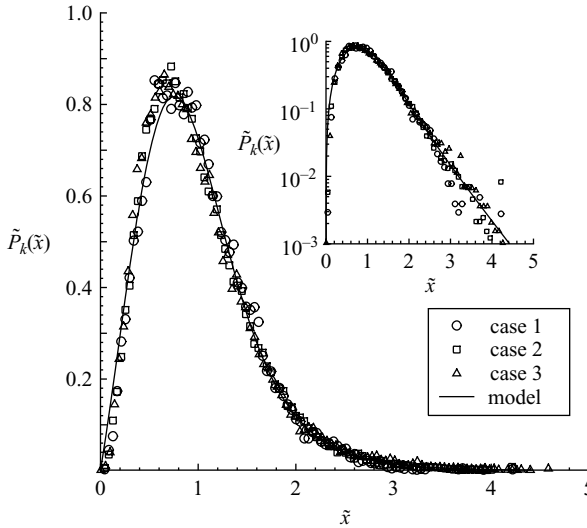 1.0
0.8
0.6
0.4
0.2
P̃ₖ(x̃)
0 1 2 3 4 5
x̃
10⁰
10⁻¹
10⁻²
10⁻³
P̃ₖ(x̃)
0 1 2 3 4 5
x̃
case 1
case 2
case 3
model